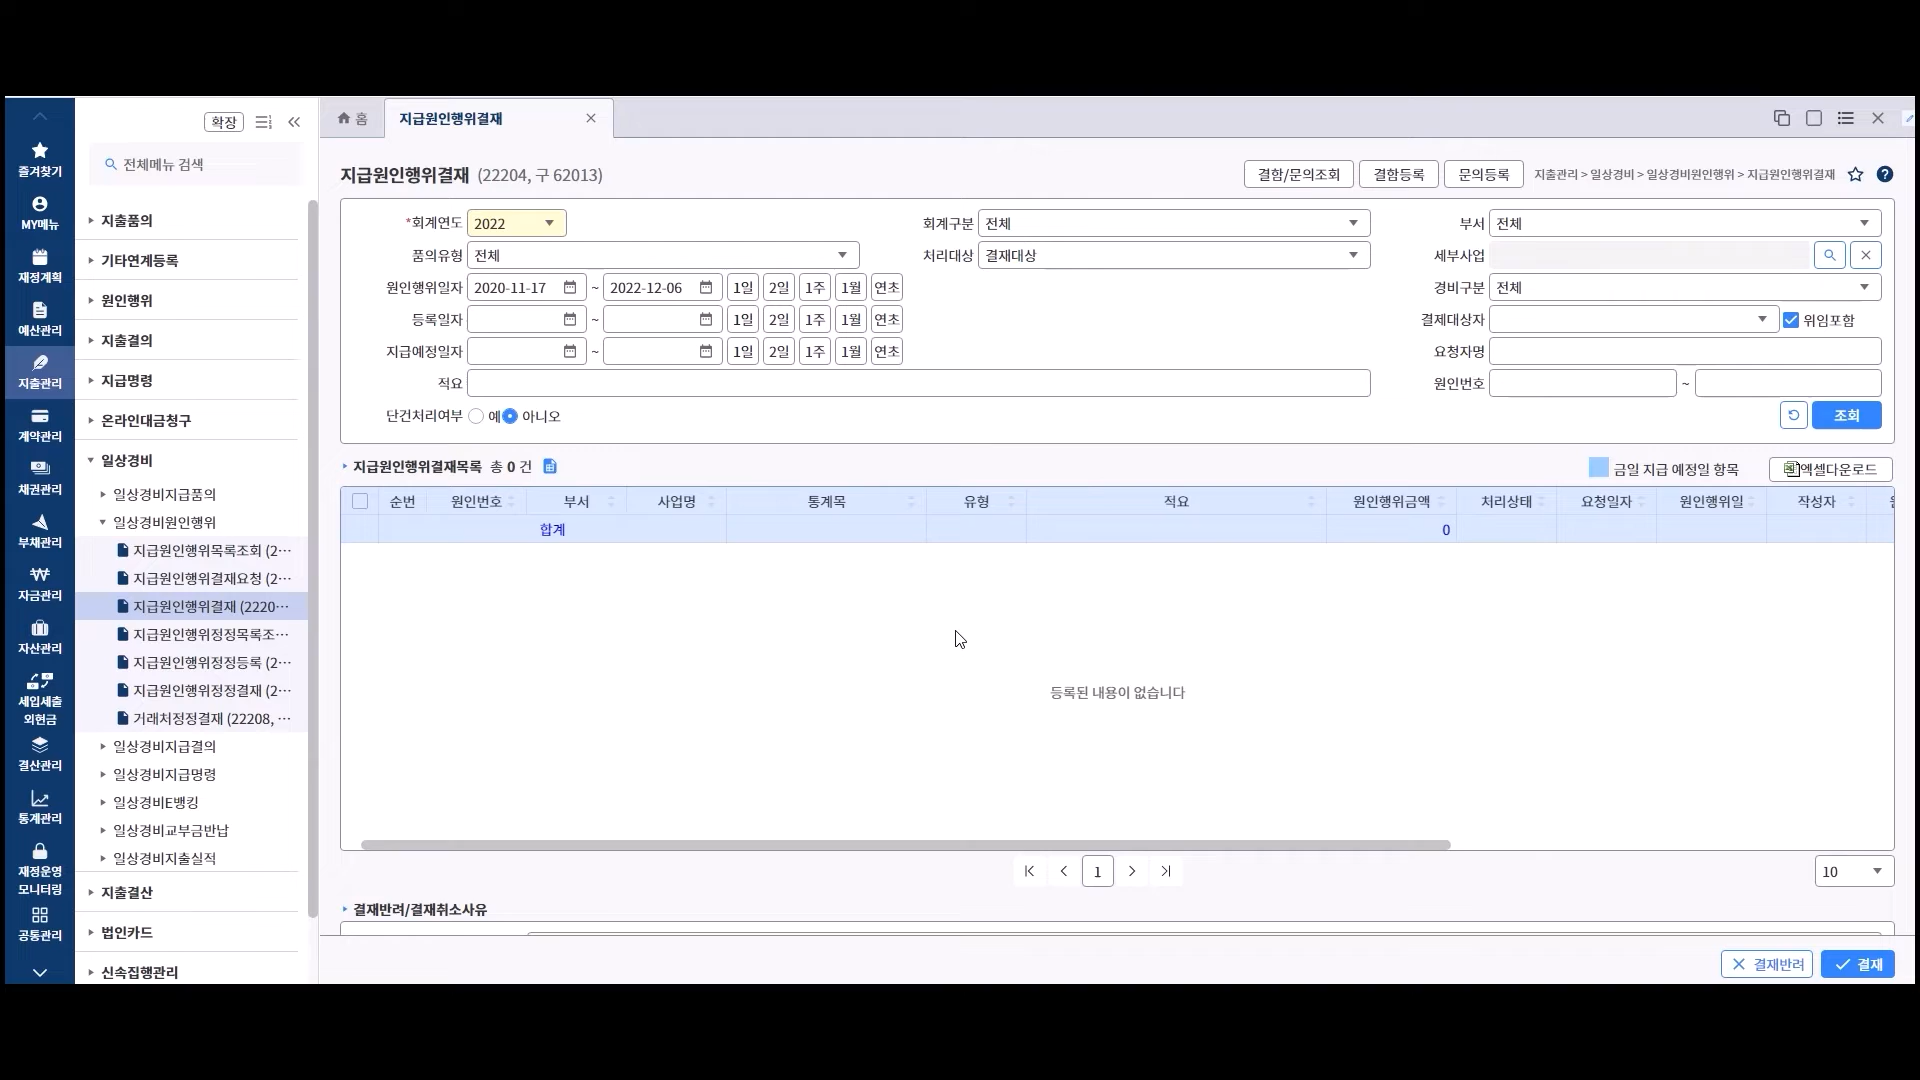 확장
전체메뉴 검색
즐겨찾기
MY메뉴
재정계획
예산관리
지출관리
계약관리
채권관리
부채관리
자금관리
자산관리
세입세출
외현금
결산관리
통계관리
재정운영
모니터링
공통관리
지출품의
기타연계등록
원인행위
지출결의
지급명령
온라인대금청구
일상경비
일상경비지급품의
일상경비원인행위
지급원인행위목록조회 (2···
지급원인행위결재요청 (2···
지급원인행위결재 (2220···
지급원인행위정정목록조···
지급원인행위정정등록 (2···
지급원인행위정정결재 (2···
거래처정정결재 (22208, ···
일상경비지급결의
일상경비지급명령
일상경비E뱅킹
일상경비교부금반납
일상경비지출실적
지출결산
법인카드
신속집행관리
홈 지급원인행위결재
지급원인행위결재 (22204, 구 62013) 결함/문의조회 결함등록 문의등록 지출관리 > 일상경비 > 일상경비원인행위 > 지급원인행위결재
*회계연도 2022 회계구분 전체 부서 전체
품의유형 전체 처리대상 결재대상 세부사업
원인행위일자 2020-11-17 ~ 2022-12-06 1일 2일 1주 1월 연초 경비구분 전체
등록일자 ~ 1일 2일 1주 1월 연초 결제대상자 위임포함
지급예정일자 ~ 1일 2일 1주 1월 연초 요청자명
적요 원인번호 ~
단건처리여부 예 아니오 조회
지급원인행위결재목록 총 0 건 금일 지급 예정일 항목 엑셀다운로드
순번 원인번호 부서 사업명 통계목 유형 적요 원인행위금액 처리상태 요청일자 원인행위일 작성자
합계 0
등록된 내용이 없습니다
1 10
결재반려/결재취소사유
결재반려 결재